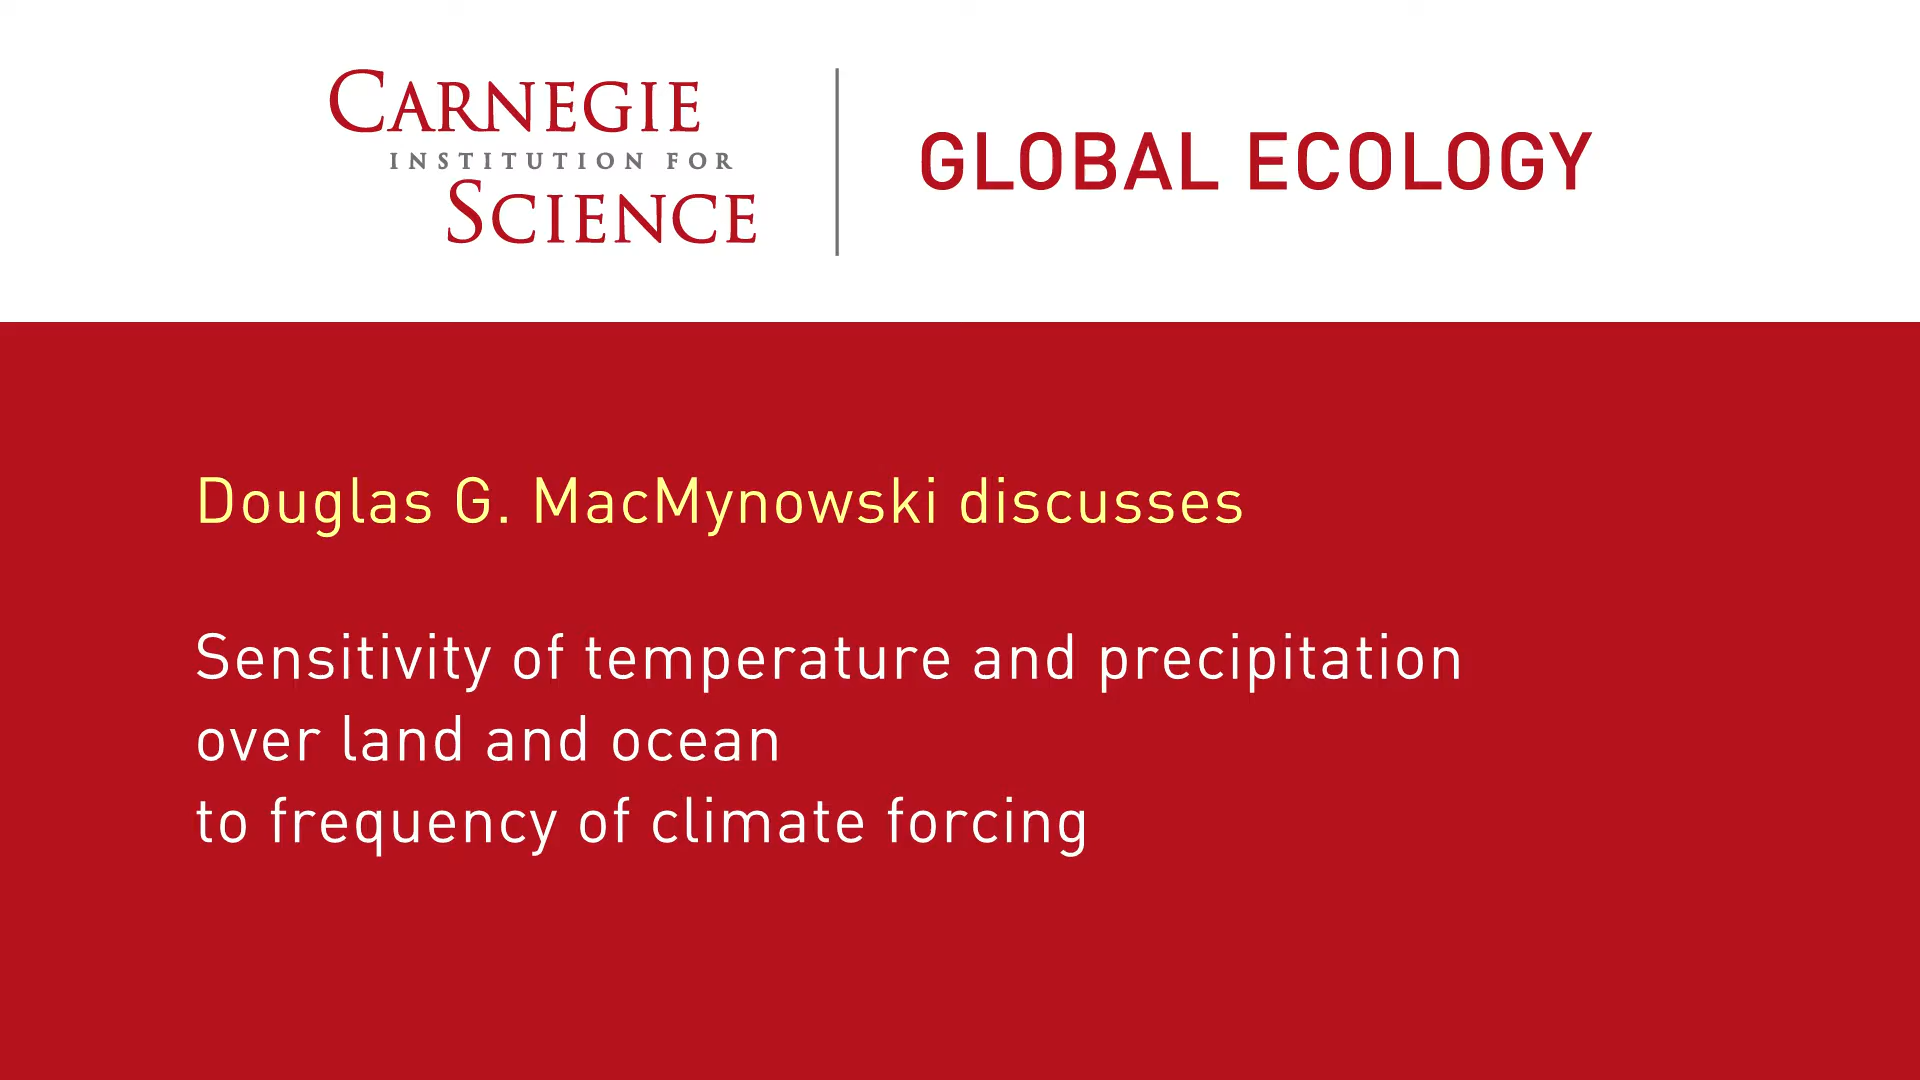 CARNEGIE
INSTITUTION FOR
SCIENCE
GLOBAL ECOLOGY
Douglas G. MacMynowski discusses
Sensitivity of temperature and precipitation
over land and ocean
to frequency of climate forcing